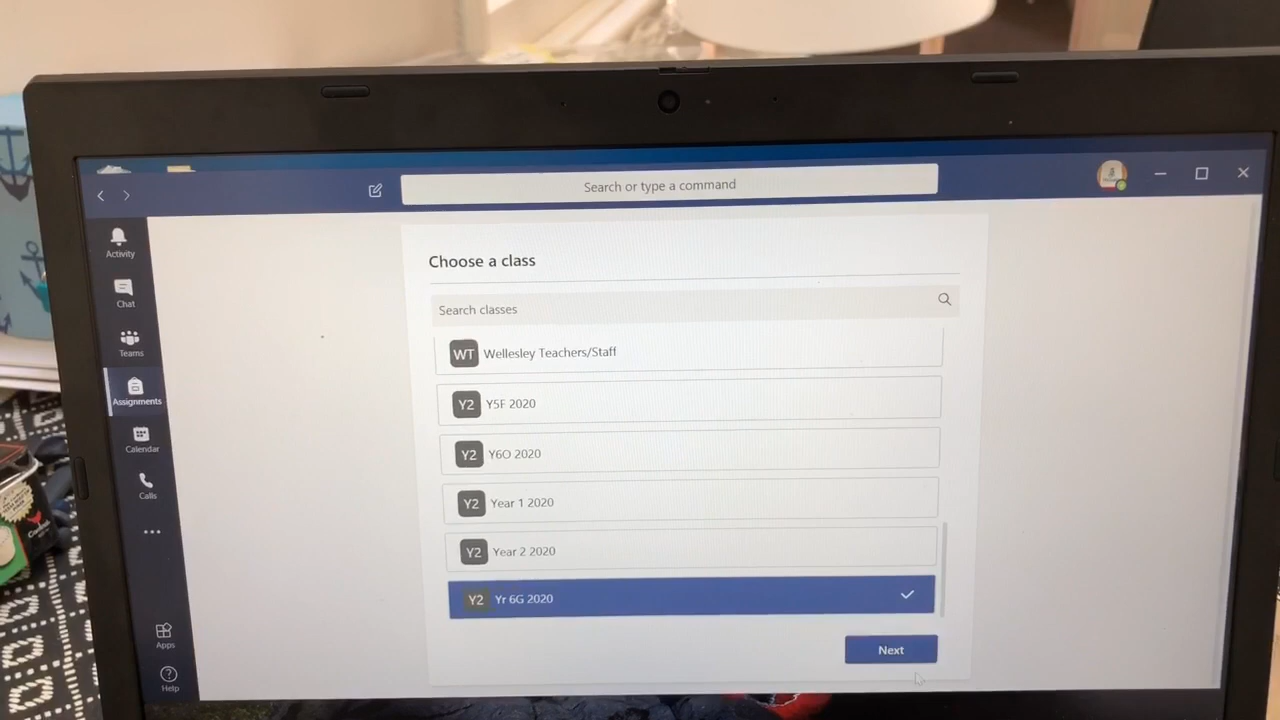 Search or type a command
Activity
Chat
Teams
Assignments
Calendar
Calls
Apps
Help
Choose a class
Search classes
WT Wellesley Teachers/Staff
Y2 Y5F 2020
Y2 Y6O 2020
Y2 Year 1 2020
Y2 Year 2 2020
Y2 Yr 6G 2020
Next